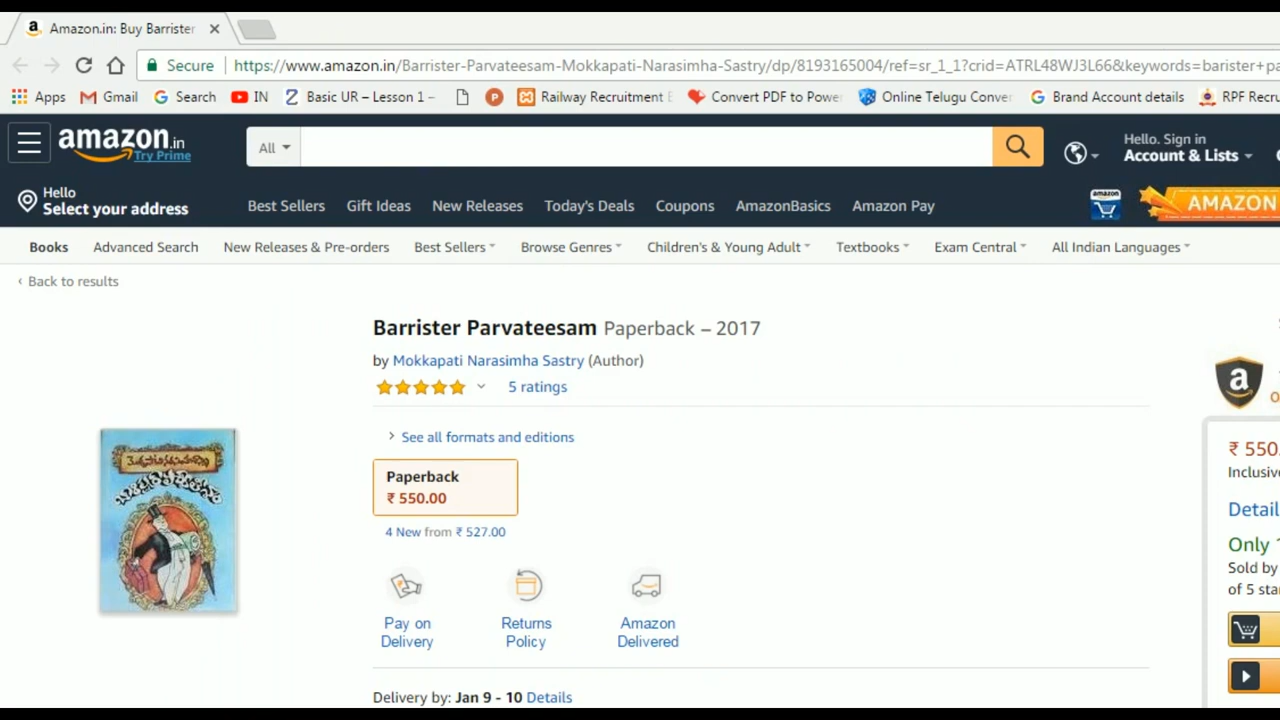 Amazon.in: Buy Barrister
Secure https://www.amazon.in/Barrister-Parvateesam-Mokkapati-Narasimha-Sastry/dp/8193165004/ref=sr_1_1?crid=ATRL48WJ3L66&keywords=barister+pa
Apps Gmail Search IN Basic UR – Lesson 1 – Railway Recruitment Convert PDF to Power Online Telugu Conver Brand Account details RPF Recru
amazon.in
Try Prime
All
Hello. Sign in
Account & Lists
Hello
Select your address
Best Sellers Gift Ideas New Releases Today's Deals Coupons AmazonBasics Amazon Pay
amazon
AMAZON
Books Advanced Search New Releases & Pre-orders Best Sellers Browse Genres Children's & Young Adult Textbooks Exam Central All Indian Languages
‹ Back to results
Barrister Parvateesam Paperback – 2017
by Mokkapati Narasimha Sastry (Author)
5 ratings
See all formats and editions
Paperback
₹ 550.00
4 New from ₹ 527.00
Pay on Delivery
Returns Policy
Amazon Delivered
Delivery by: Jan 9 - 10 Details
₹ 550.
Inclusive
Detail
Only 1
Sold by
of 5 sta